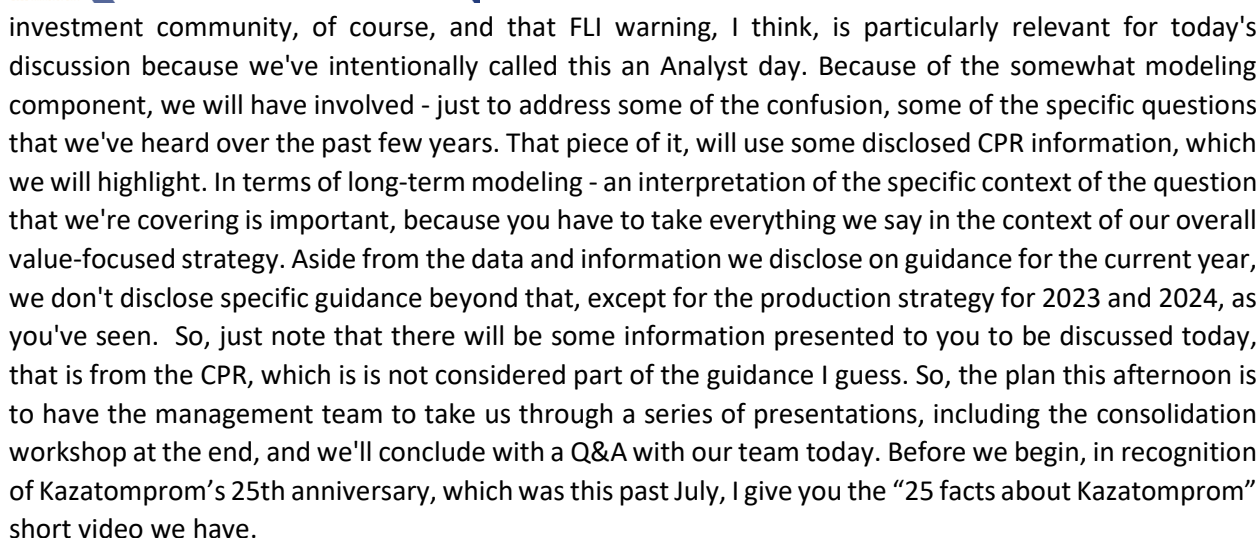 investment community, of course, and that FLI warning, I think, is particularly relevant for today's
discussion because we've intentionally called this an Analyst day. Because of the somewhat modeling
component, we will have involved - just to address some of the confusion, some of the specific questions
that we've heard over the past few years. That piece of it, will use some disclosed CPR information, which
we will highlight. In terms of long-term modeling - an interpretation of the specific context of the question
that we're covering is important, because you have to take everything we say in the context of our overall
value-focused strategy. Aside from the data and information we disclose on guidance for the current year,
we don't disclose specific guidance beyond that, except for the production strategy for 2023 and 2024, as
you've seen.  So, just note that there will be some information presented to you to be discussed today,
that is from the CPR, which is is not considered part of the guidance I guess. So, the plan this afternoon is
to have the management team to take us through a series of presentations, including the consolidation
workshop at the end, and we'll conclude with a Q&A with our team today. Before we begin, in recognition
of Kazatomprom’s 25th anniversary, which was this past July, I give you the “25 facts about Kazatomprom”
short video we have.